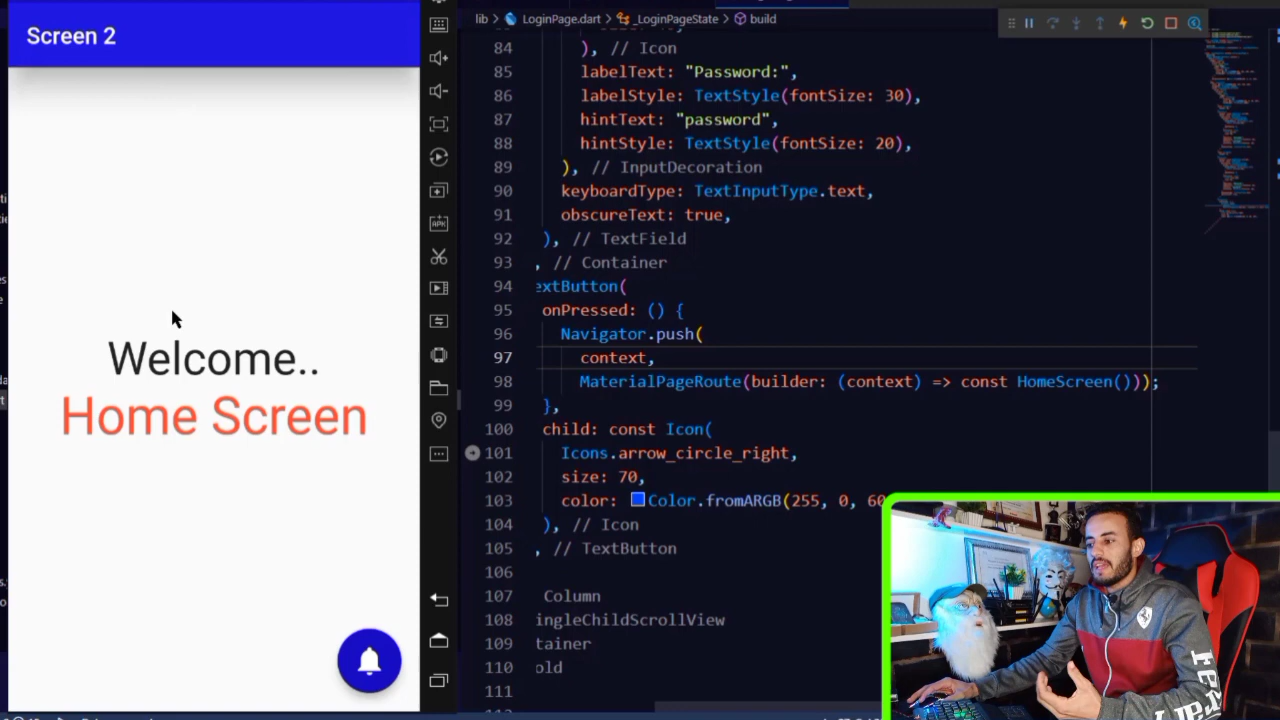 Screen 2
Welcome..
Home Screen
APK
lib > LoginPage.dart > _LoginPageState > build
84 ), // Icon
85 labelText: "Password:",
86 labelStyle: TextStyle(fontSize: 30),
87 hintText: "password",
88 hintStyle: TextStyle(fontSize: 20),
89 ), // InputDecoration
90 keyboardType: TextInputType.text,
91 obscureText: true,
92 ), // TextField
93 , // Container
94 extButton(
95 onPressed: () {
96 Navigator.push(
97 context,
98 MaterialPageRoute(builder: (context) => const HomeScreen()));
99 },
100 child: const Icon(
101 Icons.arrow_circle_right,
102 size: 70,
103 color: Color.fromARGB(255, 0, 60
104 ), // Icon
105 , // TextButton
106
107 Column
108 ingleChildScrollView
109 tainer
110 old
111